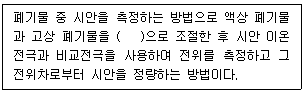 폐기물 중 시안을 측정하는 방법으로 액상 폐기물
과 고상 폐기물을 (   )으로 조절한 후 시안 이온
전극과 비교전극을 사용하여 전위를 측정하고 그
전위차로부터 시안을 정량하는 방법이다.